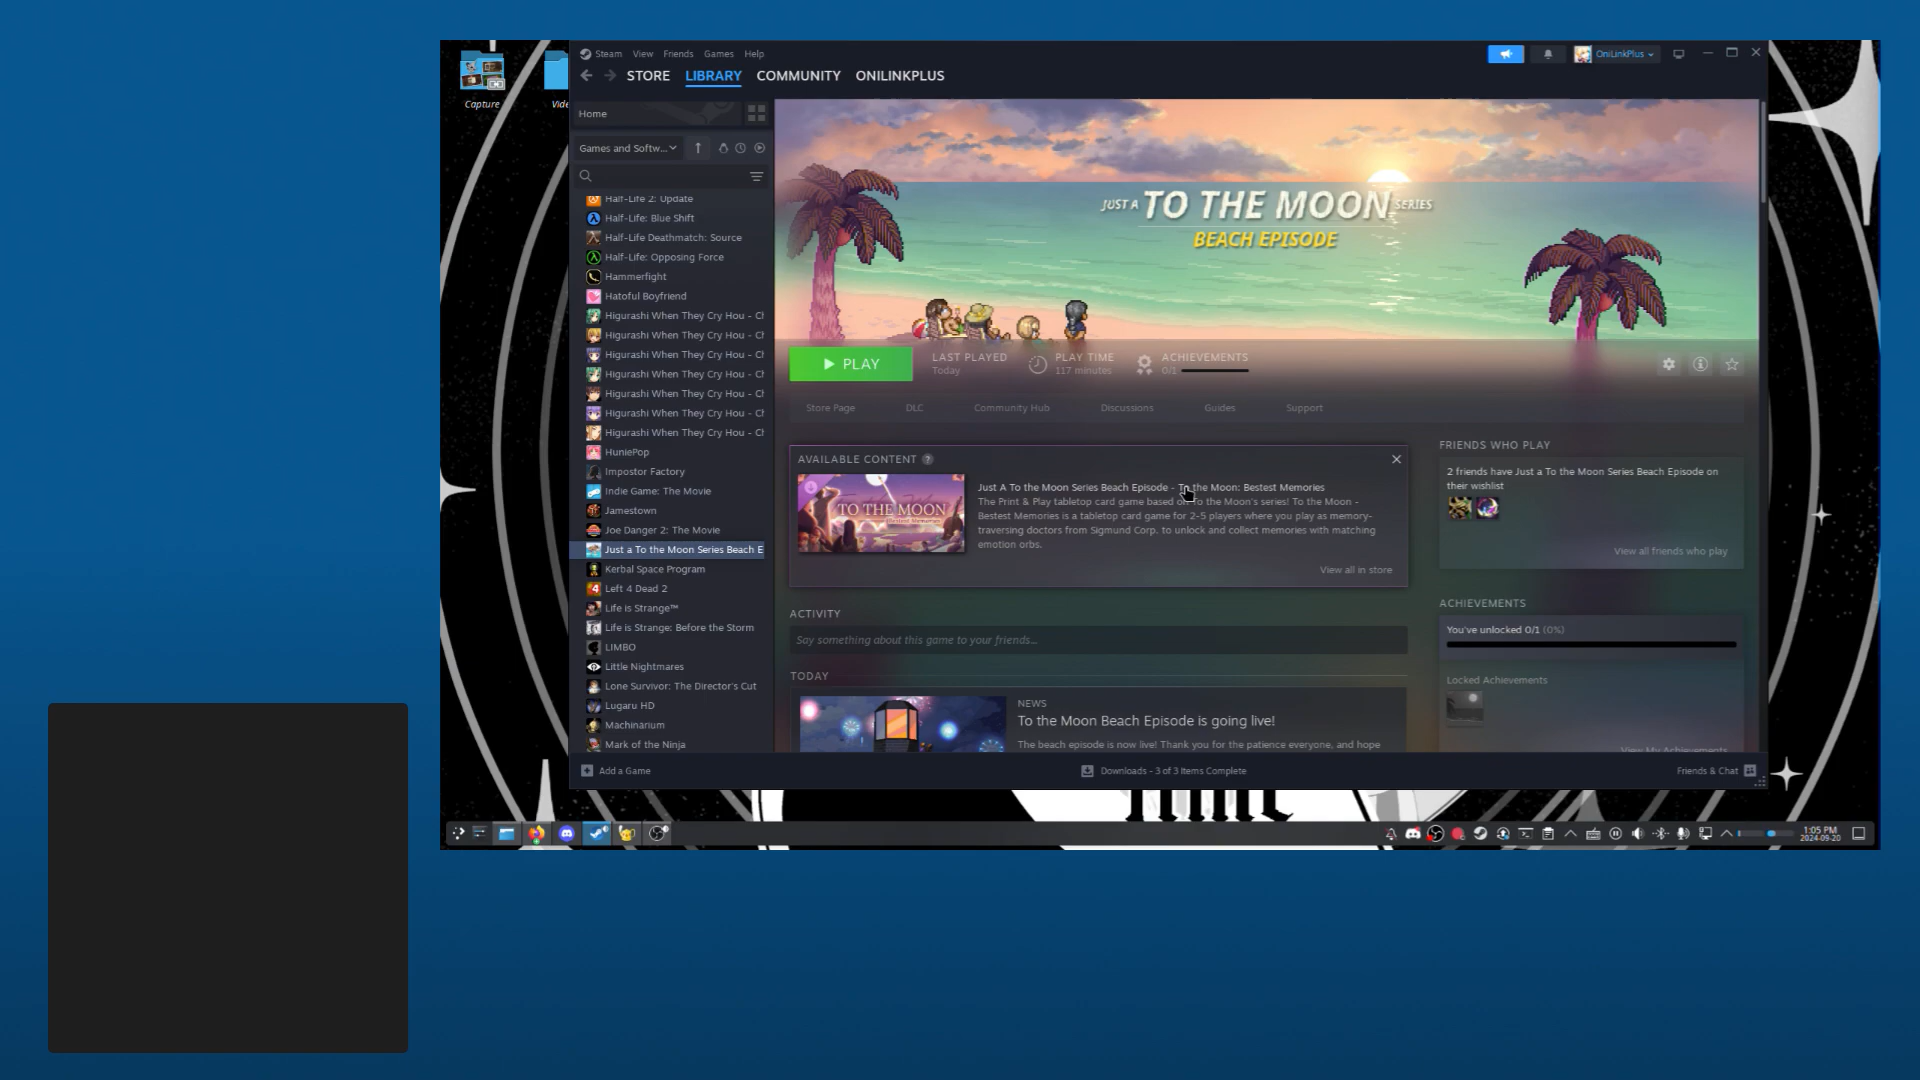 Capture
Vide
Steam View Friends Games Help
OniLinkPlus
STORE LIBRARY COMMUNITY ONILINKPLUS
Home
Games and Softw...
Half-Life 2: Update
Half-Life: Blue Shift
Half-Life Deathmatch: Source
Half-Life: Opposing Force
Hammerfight
Hatoful Boyfriend
Higurashi When They Cry Hou - Ch
Higurashi When They Cry Hou - Ch
Higurashi When They Cry Hou - Ch
Higurashi When They Cry Hou - Ch
Higurashi When They Cry Hou - Ch
Higurashi When They Cry Hou - Ch
Higurashi When They Cry Hou - Ch
HuniePop
Impostor Factory
Indie Game: The Movie
Jamestown
Joe Danger 2: The Movie
Just a To the Moon Series Beach E
Kerbal Space Program
Left 4 Dead 2
Life is Strange™
Life is Strange: Before the Storm
LIMBO
Little Nightmares
Lone Survivor: The Director's Cut
Lugaru HD
Machinarium
Mark of the Ninja
JUST A TO THE MOON SERIES
BEACH EPISODE
PLAY
LAST PLAYED
Today
PLAY TIME
117 minutes
ACHIEVEMENTS
0/1
Store Page DLC Community Hub Discussions Guides Support
AVAILABLE CONTENT ?
TO THE MOON
Bestest Memories
Just A To the Moon Series Beach Episode - To the Moon: Bestest Memories
The Print & Play tabletop card game based on To the Moon's series! To the Moon -
Bestest Memories is a tabletop card game for 2-5 players where you play as memory-
traversing doctors from Sigmund Corp. to unlock and collect memories with matching
emotion orbs.
View all in store
ACTIVITY
Say something about this game to your friends...
TODAY
NEWS
To the Moon Beach Episode is going live!
The beach episode is now live! Thank you for the patience everyone, and hope
FRIENDS WHO PLAY
2 friends have Just a To the Moon Series Beach Episode on
their wishlist
View all friends who play
ACHIEVEMENTS
You've unlocked 0/1 (0%)
Locked Achievements
View My Achievements
Add a Game
Downloads - 3 of 3 Items Complete
Friends & Chat
1:05 PM
2024-09-20